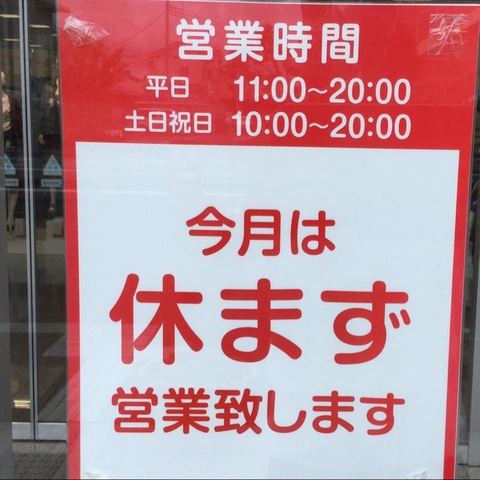 営業時間
平日 11:00～20:00
土日祝日 10:00～20:00
今月は
休まず
営業致します